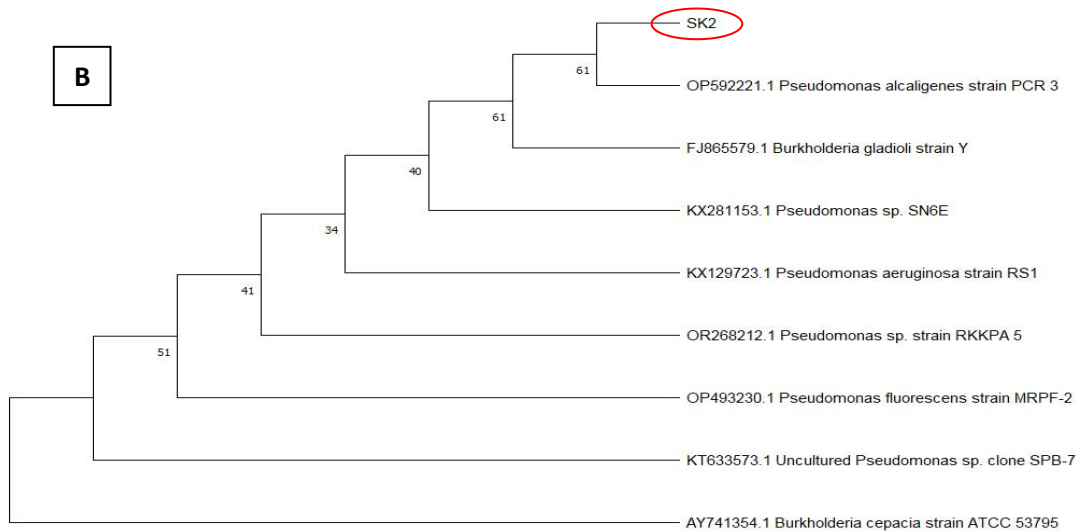 SK2
B
61
OP592221.1 Pseudomonas alcaligenes strain PCR 3
61
FJ865579.1 Burkholderia gladioli strain Y
40
KX281153.1 Pseudomonas sp. SN6E
34
KX129723.1 Pseudomonas aeruginosa strain RS1
41
OR268212.1 Pseudomonas sp. strain RKKPA 5
51
OP493230.1 Pseudomonas fluorescens strain MRPF-2
KT633573.1 Uncultured Pseudomonas sp. clone SPB-7
AY741354.1 Burkholderia cepacia strain ATCC 53795